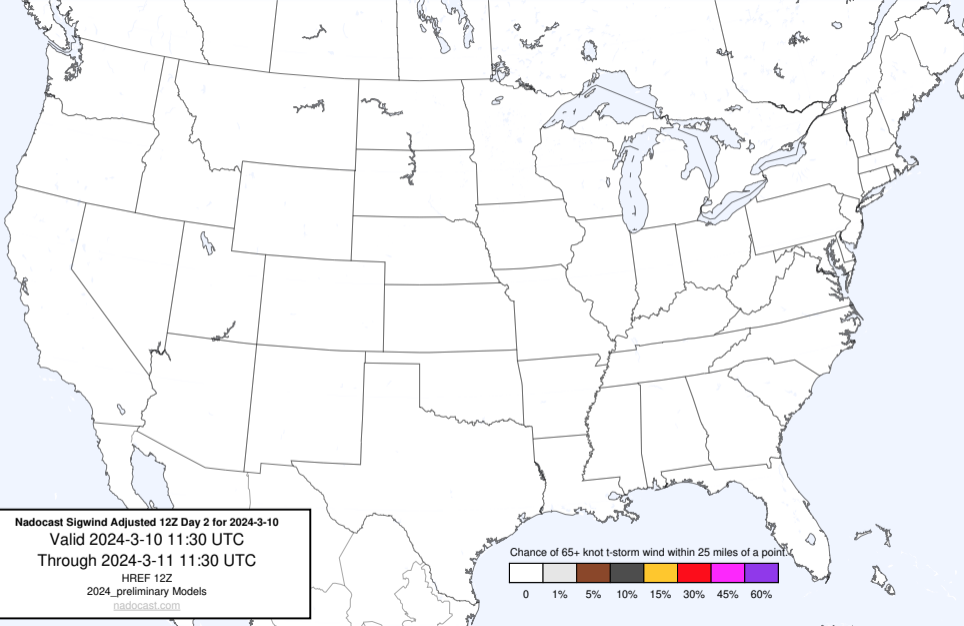 Nadocast Sigwind Adjusted 12Z Day 2 for 2024-3-10
Valid 2024-3-10 11:30 UTC
Through 2024-3-11 11:30 UTC
HREF 12Z
2024_preliminary Models
nadocast.com
Chance of 65+ knot t-storm wind within 25 miles of a point.
0 1% 5% 10% 15% 30% 45% 60%